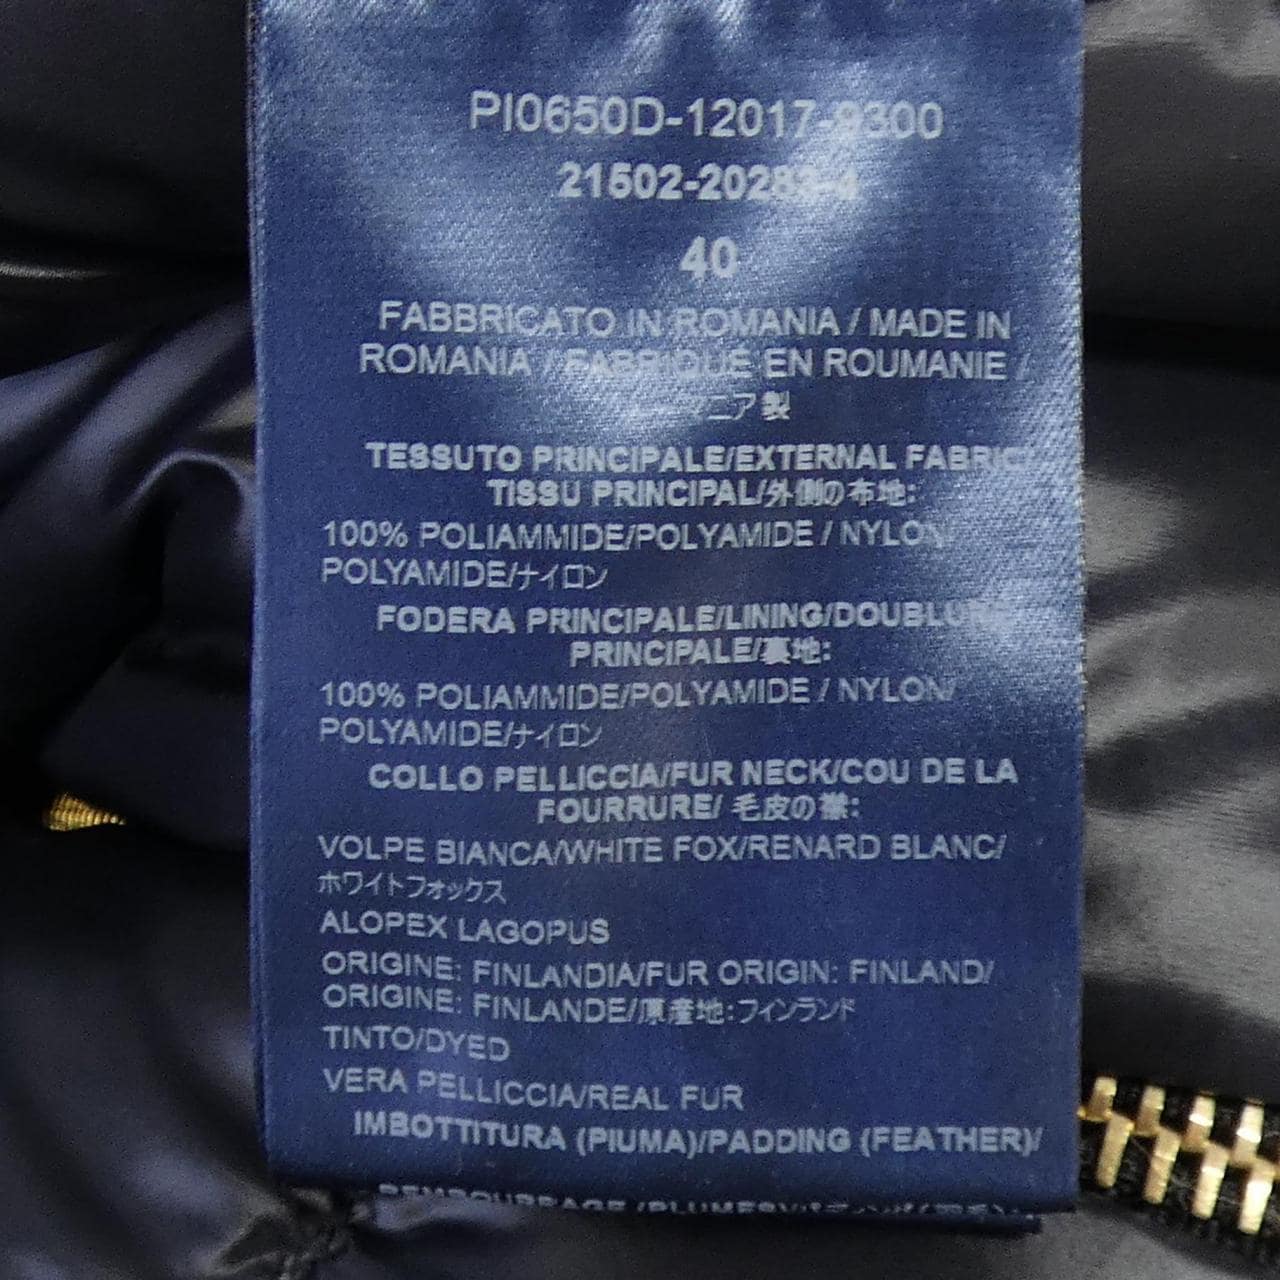 PI0650D-12017-9300
21502-20283-4
40
FABBRICATO IN ROMANIA / MADE IN
ROMANIA / FABRIQUÉ EN ROUMANIE /
マニア製
TESSUTO PRINCIPALE/EXTERNAL FABRIC
TISSU PRINCIPAL/外側の布地:
100% POLIAMMIDE/POLYAMIDE / NYLON
POLYAMIDE/ナイロン
FODERA PRINCIPALE/LINING/DOUBLURE
PRINCIPALE/裏地:
100% POLIAMMIDE/POLYAMIDE / NYLON/
POLYAMIDE/ナイロン
COLLO PELLICCIA/FUR NECK/COU DE LA
FOURRURE/ 毛皮の襟:
VOLPE BIANCA/WHITE FOX/RENARD BLANC/
ホワイトフォックス
ALOPEX LAGOPUS
ORIGINE: FINLANDIA/FUR ORIGIN: FINLAND/
ORIGINE: FINLANDE/原産地:フィンランド
TINTO/DYED
VERA PELLICCIA/REAL FUR
IMBOTTITURA (PIUMA)/PADDING (FEATHER)/
REMBOURRAGE